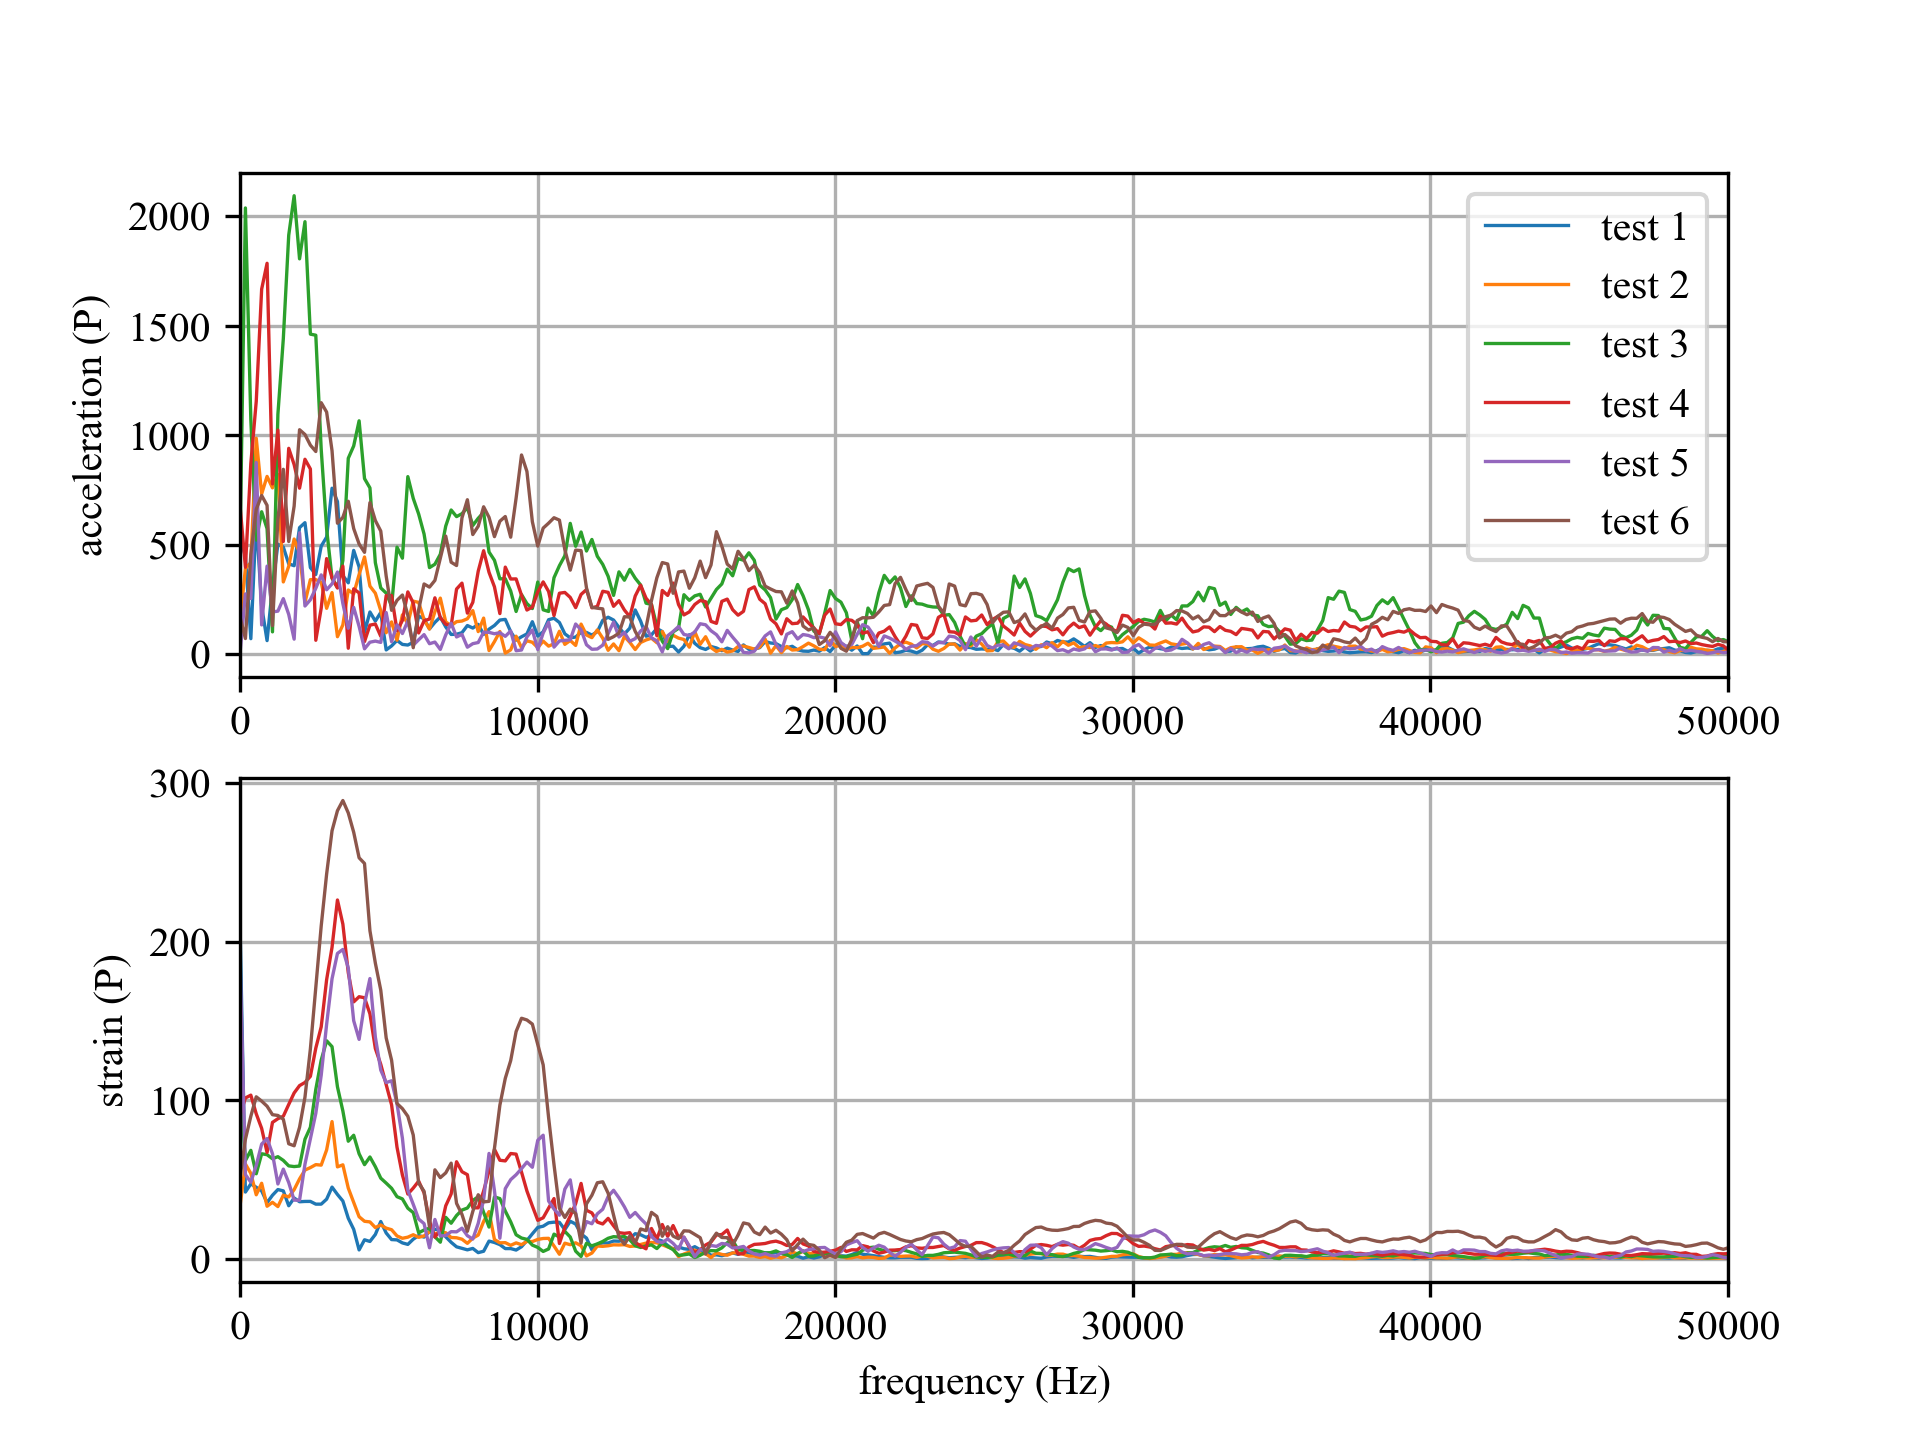 2000
1500
1000
500
0
acceleration (P)
test 1
test 2
test 3
test 4
test 5
test 6
0 10000 20000 30000 40000 50000
300
200
100
0
strain (P)
0 10000 20000 30000 40000 50000
frequency (Hz)